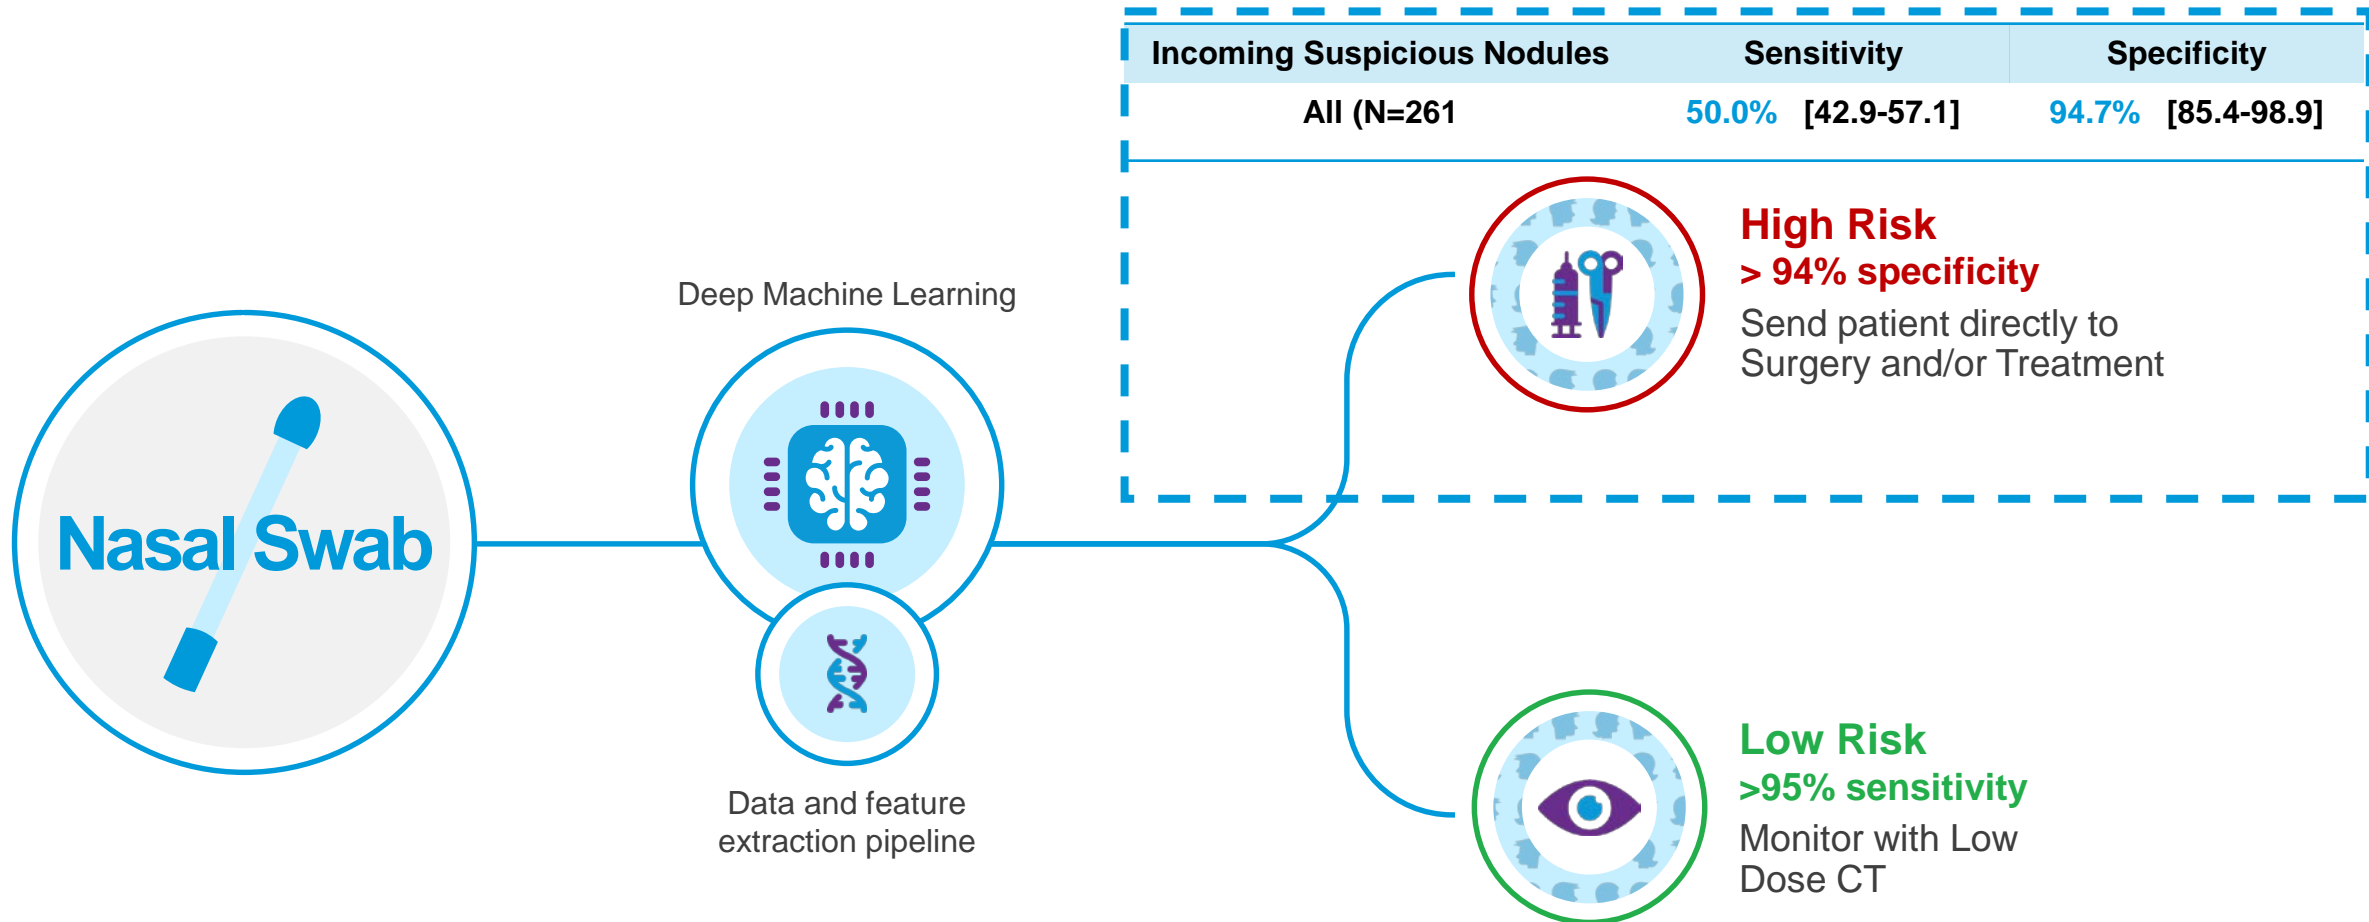 Incoming Suspicious Nodules Sensitivity Specificity
All (N=261 50.0% [42.9-57.1] 94.7% [85.4-98.9]
High Risk
> 94% specificity
Send patient directly to
Surgery and/or Treatment
Deep Machine Learning
Nasal Swab
Data and feature
extraction pipeline
Low Risk
>95% sensitivity
Monitor with Low
Dose CT